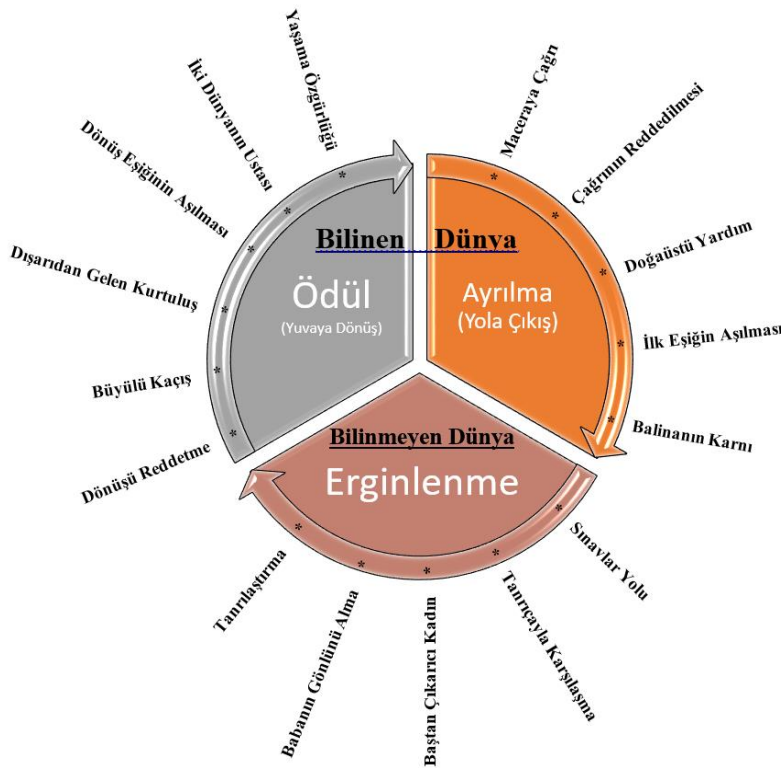 Bilinen Dünya
Ödül
(Yuvaya Dönüş)
Ayrılma
(Yola Çıkış)
Bilinmeyen Dünya
Erginlenme
Maceraya Çağrı
Çağrının Reddedilmesi
Doğaüstü Yardım
İlk Eşiğin Aşılması
Balinanın Karnı
Sınavlar Yolu
Tanrıçayla Karşılaşma
Baştan Çıkarıcı Kadın
Babanın Gönlünü Alma
Tanrılaştırma
Dönüşü Reddetme
Büyülü Kaçış
Dışarıdan Gelen Kurtuluş
Dönüş Eşiğinin Aşılması
İki Dünyanın Ustası
Yaşama Özgürlüğü